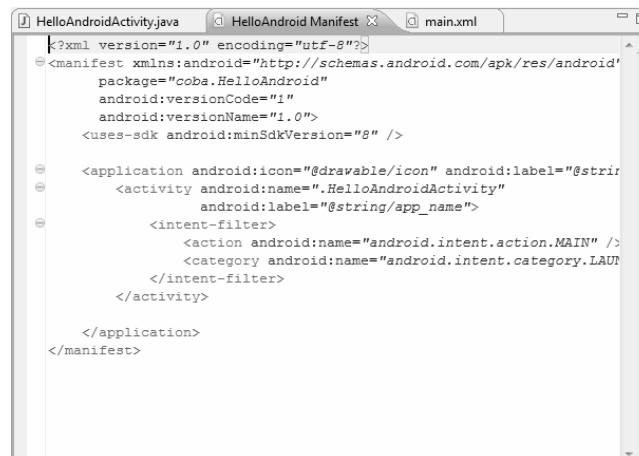 HelloAndroidActivity.java HelloAndroid Manifest main.xml
<?xml version="1.0" encoding="utf-8"?>
<manifest xmlns:android="http://schemas.android.com/apk/res/android"
package="coba.HelloAndroid"
android:versionCode="1"
android:versionName="1.0">
<uses-sdk android:minSdkVersion="8" />
<application android:icon="@drawable/icon" android:label="@strin
<activity android:name=".HelloAndroidActivity"
android:label="@string/app_name">
<intent-filter>
<action android:name="android.intent.action.MAIN" />
<category android:name="android.intent.category.LAUN
</intent-filter>
</activity>
</application>
</manifest>